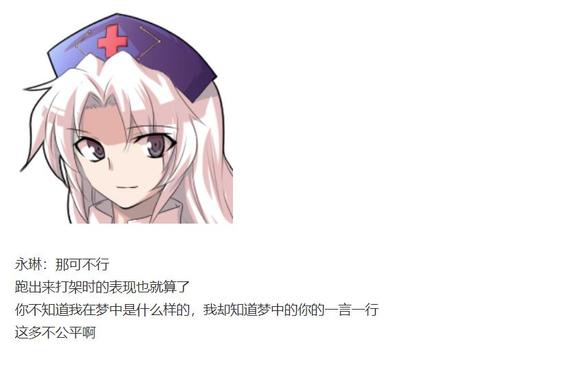 永琳：那可不行
跑出来打架时的表现也就算了
你不知道我在梦中是什么样的，我却知道梦中的你的一言一行
这多不公平啊